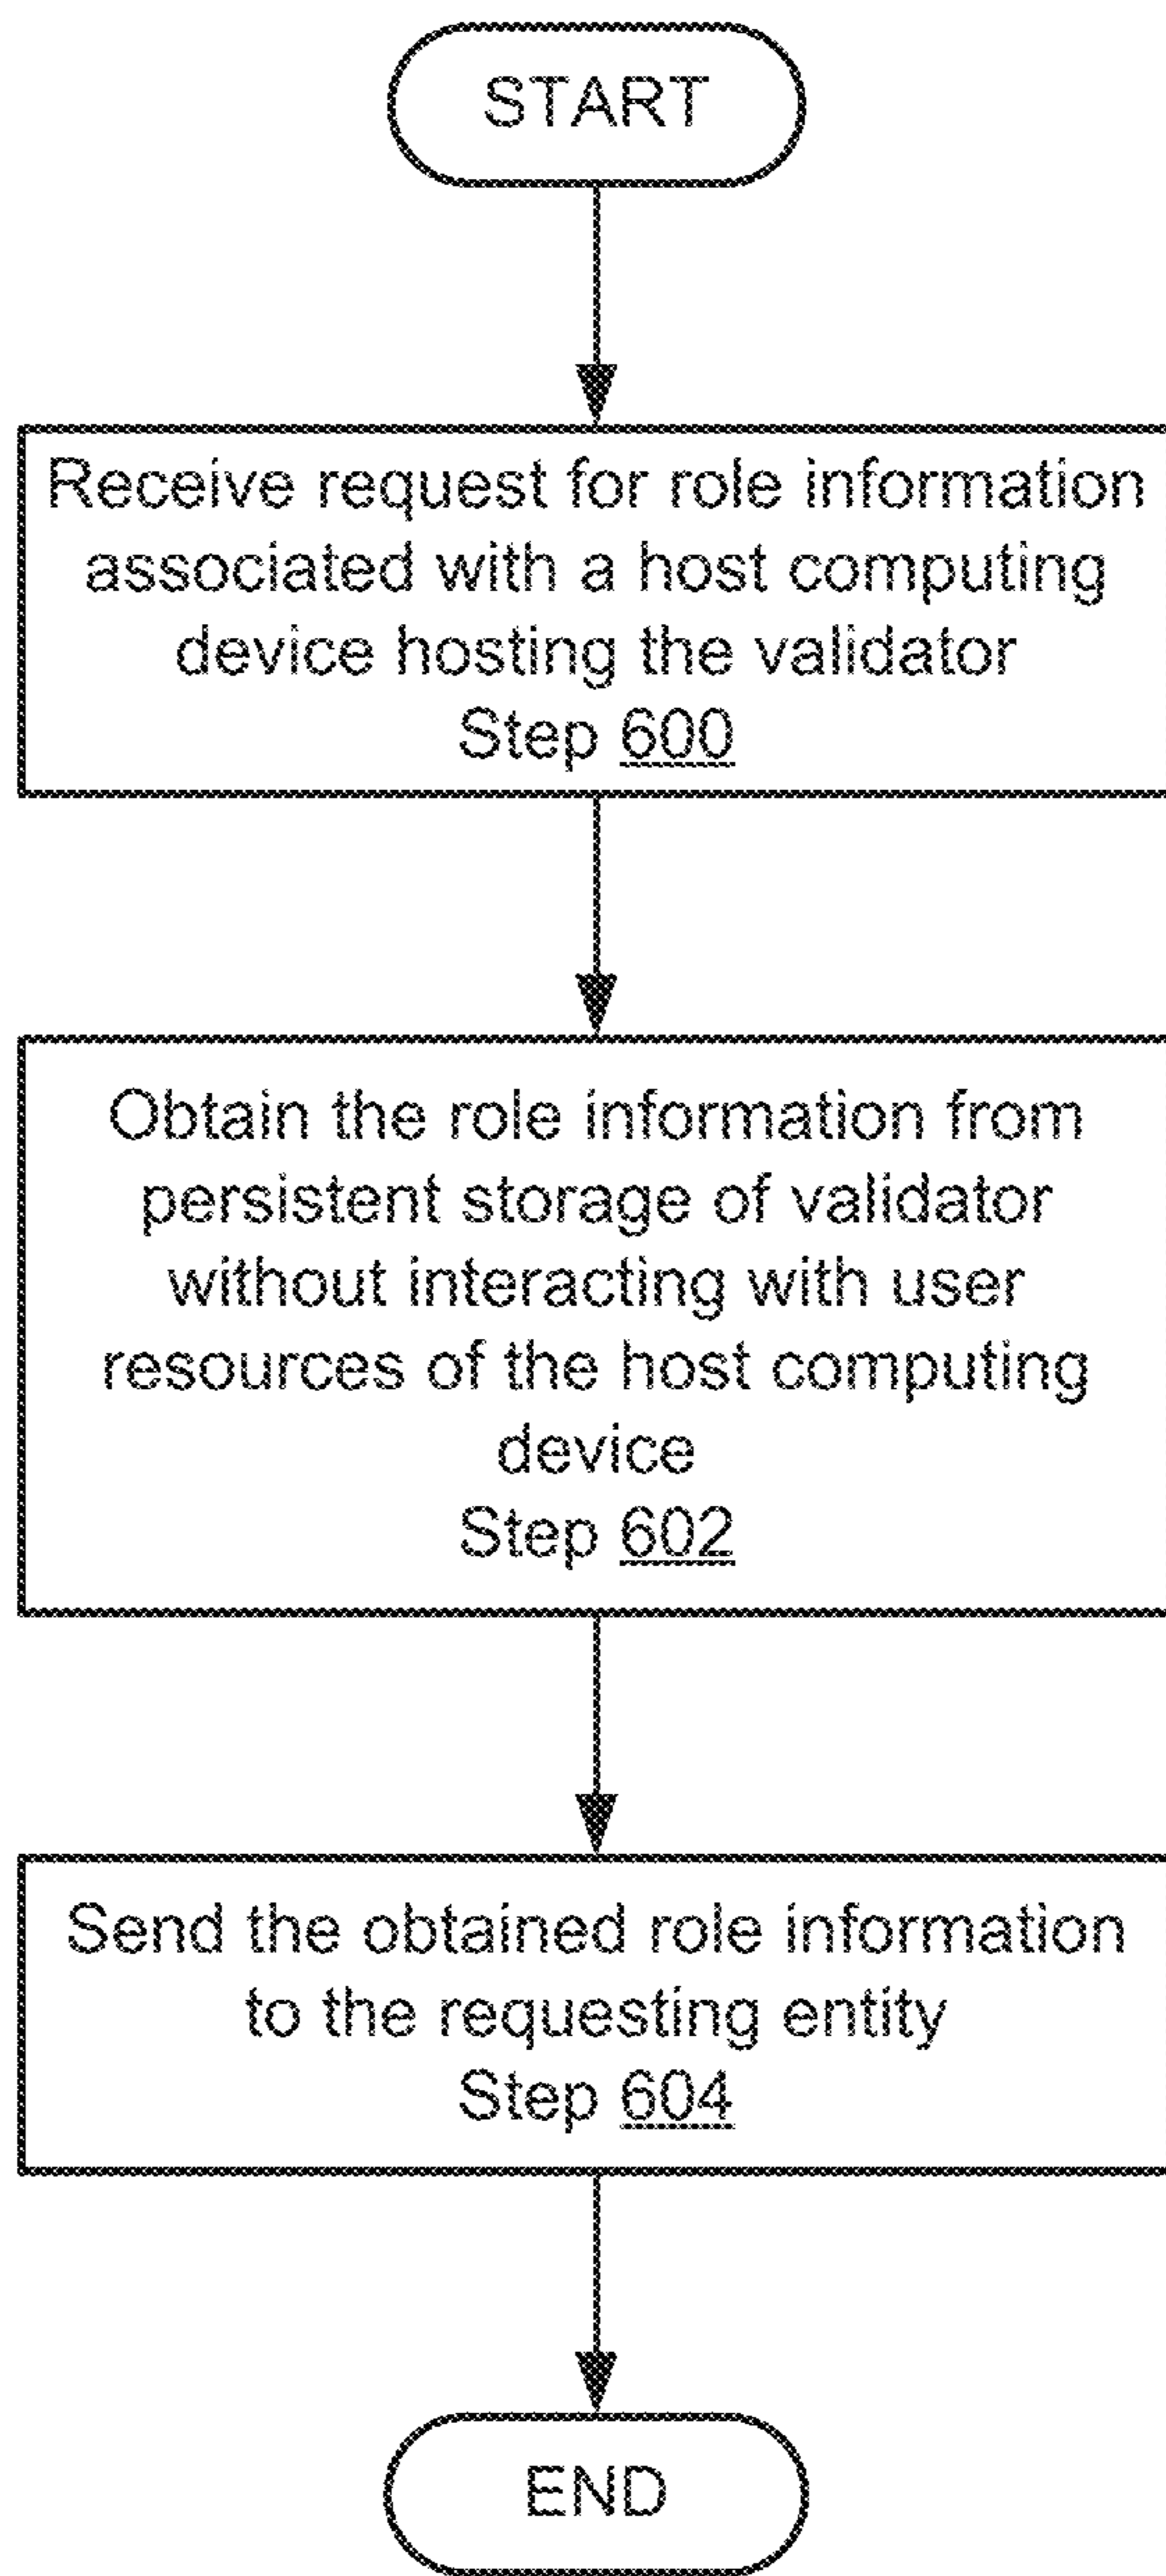 START
Receive request for role information
associated with a host computing
device hosting the validator
Step 600
Obtain the role information from
persistent storage of validator
without interacting with user
resources of the host computing
device
Step 602
Send the obtained role information
to the requesting entity
Step 604
END